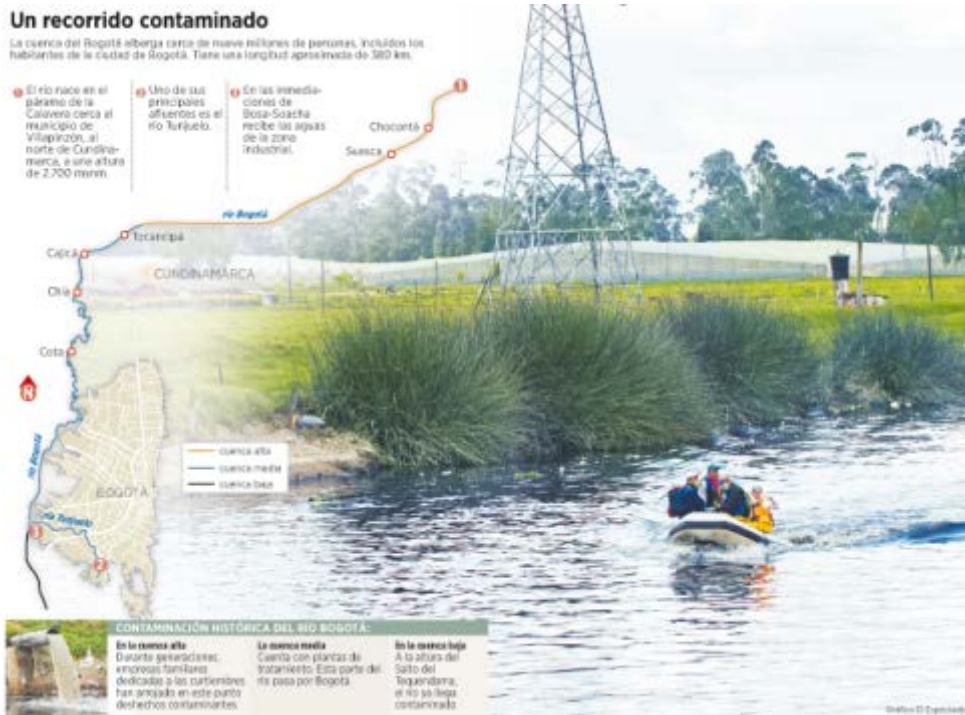 Un recorrido contaminado
La cuenca del Bogotá alberga cerca de nueve millones de personas, incluidos los
habitantes de la ciudad de Bogotá. Tiene una longitud aproximada de 380 km.
1 El río nace en el
páramo de la
Calavera cerca al
municipio de
Villapinzón, al
norte de Cundina-
marca, a una altura
de 2.700 msnm.
2 Uno de sus
principales
afluentes es el
río Tunjuelo.
3 En las inmedia-
ciones de
Bosa-Soacha
recibe las aguas
de la zona
industrial.
1
Chocontá
Suesca
río Bogotá
Tocancipá
Cajicá
CUNDINAMARCA
Chía
Cota
N
río Bogotá
cuenca alta
cuenca media
cuenca baja
BOGOTÁ
río Tunjuelo
3
2
CONTAMINACIÓN HISTÓRICA DEL RÍO BOGOTÁ:
En la cuenca alta
Durante generaciones,
empresas familiares
dedicadas a las curtiembres
han arrojado en este punto
deshechos contaminantes.
La cuenca media
Cuenta con plantas de
tratamiento. Esta parte del
río pasa por Bogotá.
En la cuenca baja
A la altura del
Salto del
Tequendama,
el río ya llega
contaminado.
Gráfico El Espectador